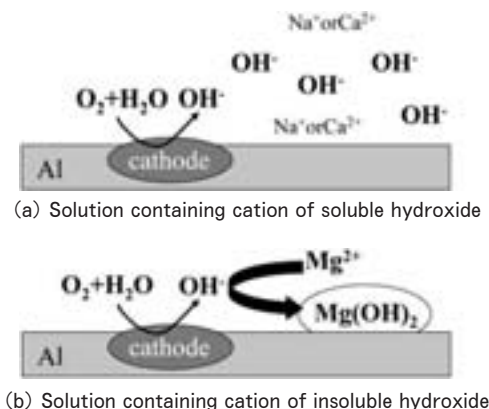 Na⁺orCa²⁺
OH⁻ OH⁻
OH⁻
O₂+H₂O OH⁻ OH⁻
Na⁺orCa²⁺
cathode
Al
(a) Solution containing cation of soluble hydroxide
Mg²⁺
O₂+H₂O OH⁻
Mg(OH)₂
cathode
Al
(b) Solution containing cation of insoluble hydroxide